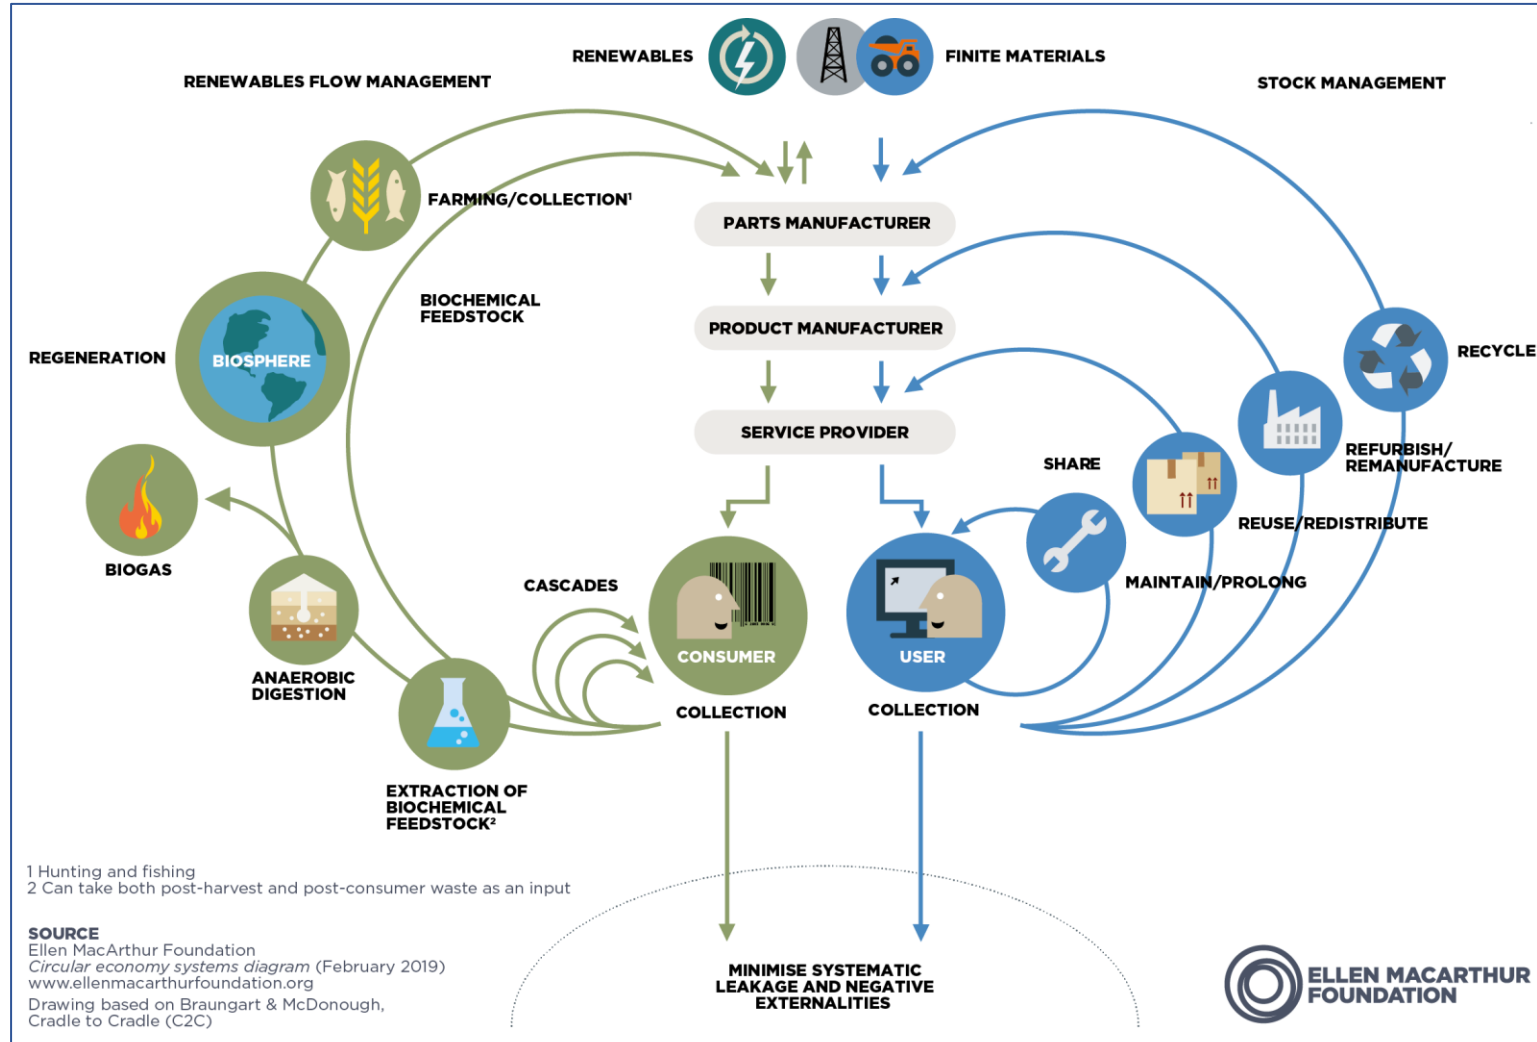 RENEWABLES
FINITE MATERIALS
RENEWABLES FLOW MANAGEMENT
STOCK MANAGEMENT
FARMING/COLLECTION¹
PARTS MANUFACTURER
BIOCHEMICAL
FEEDSTOCK
PRODUCT MANUFACTURER
REGENERATION
BIOSPHERE
RECYCLE
SERVICE PROVIDER
SHARE
REFURBISH/
REMANUFACTURE
REUSE/REDISTRIBUTE
BIOGAS
CASCADES
MAINTAIN/PROLONG
CONSUMER
USER
ANAEROBIC
DIGESTION
COLLECTION
COLLECTION
EXTRACTION OF
BIOCHEMICAL
FEEDSTOCK²
1 Hunting and fishing
2 Can take both post-harvest and post-consumer waste as an input
SOURCE
Ellen MacArthur Foundation
Circular economy systems diagram (February 2019)
www.ellenmacarthurfoundation.org
Drawing based on Braungart & McDonough,
Cradle to Cradle (C2C)
MINIMISE SYSTEMATIC
LEAKAGE AND NEGATIVE
EXTERNALITIES
ELLEN MACARTHUR
FOUNDATION